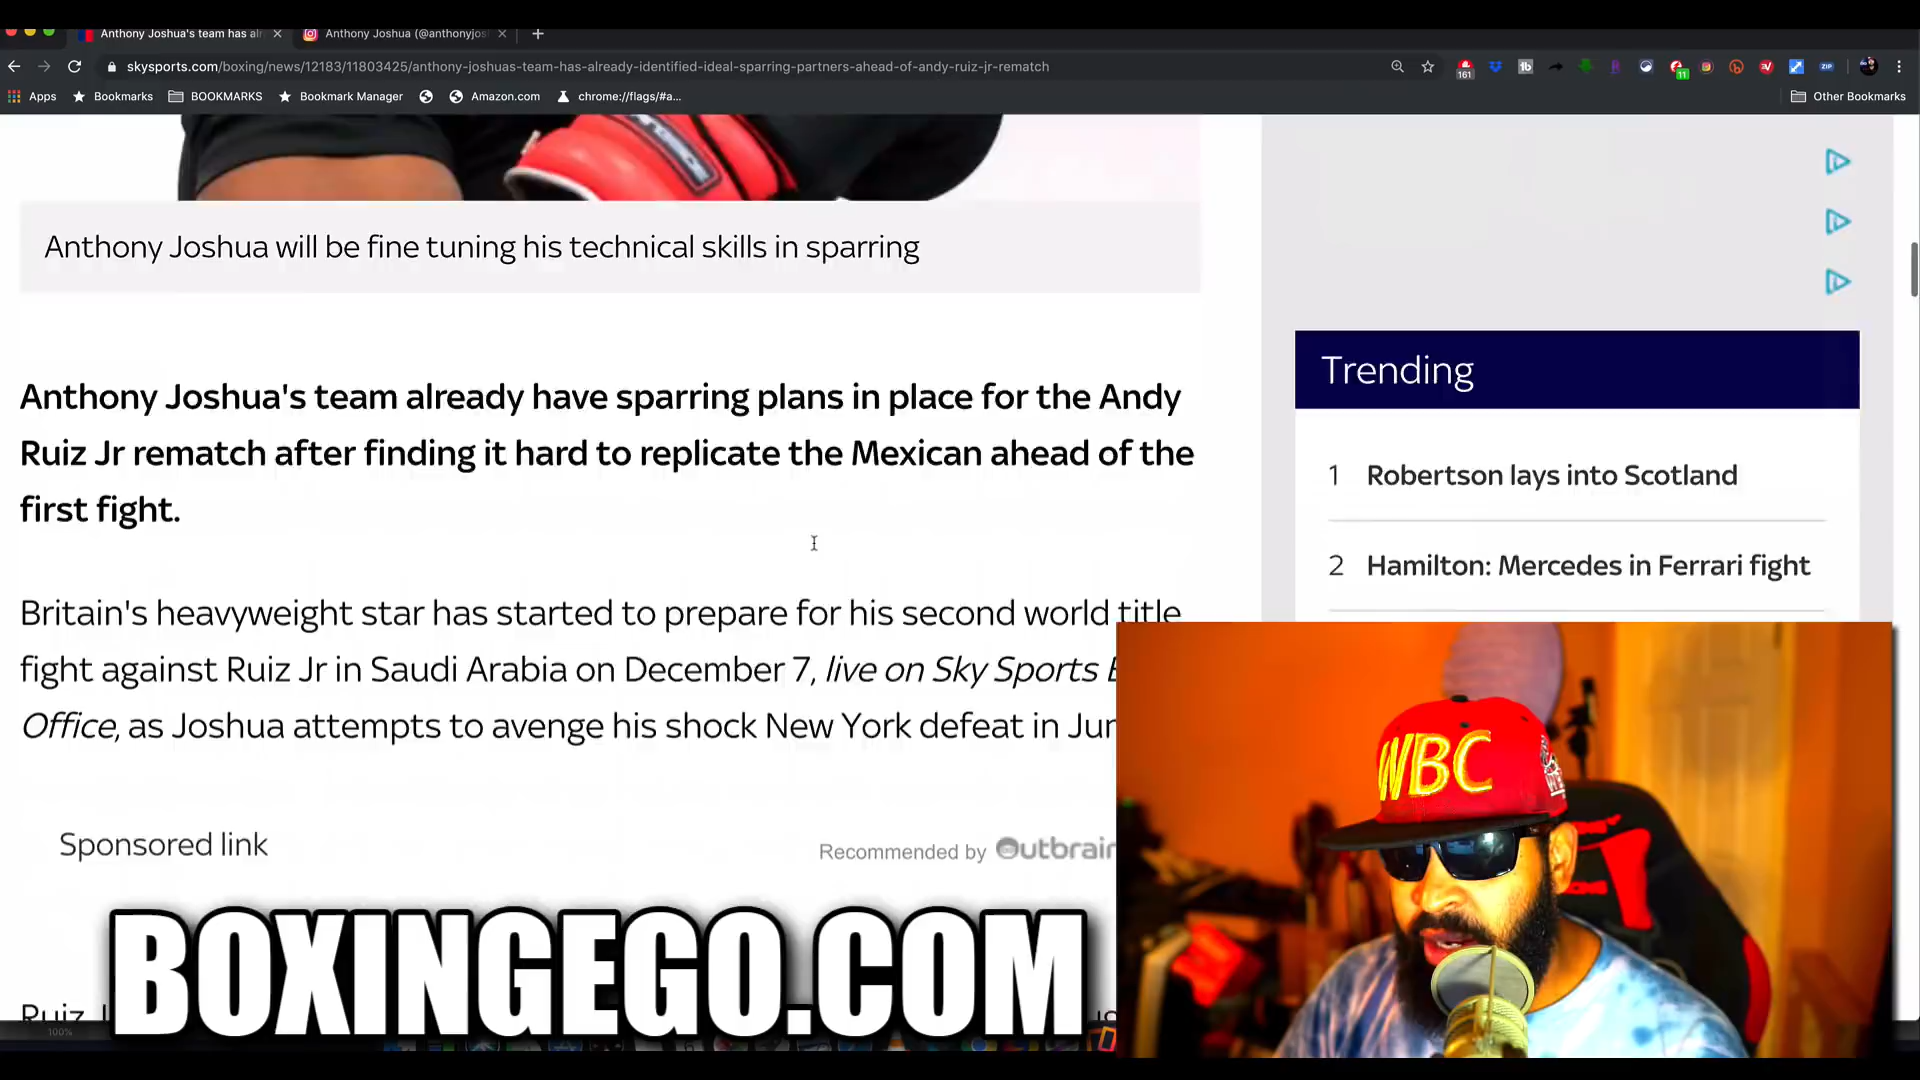 Anthony Joshua's team has al
Anthony Joshua (@anthonyjos
skysports.com/boxing/news/12183/11803425/anthony-joshuas-team-has-already-identified-ideal-sparring-partners-ahead-of-andy-ruiz-jr-rematch
161
11
ZIP
Apps Bookmarks BOOKMARKS Bookmark Manager Amazon.com chrome://flags/#a... Other Bookmarks
Anthony Joshua will be fine tuning his technical skills in sparring
Anthony Joshua's team already have sparring plans in place for the Andy
Ruiz Jr rematch after finding it hard to replicate the Mexican ahead of the
first fight.
Britain's heavyweight star has started to prepare for his second world title
fight against Ruiz Jr in Saudi Arabia on December 7, live on Sky Sports
Office, as Joshua attempts to avenge his shock New York defeat in
Sponsored link
Recommended by Outbrain
Trending
1 Robertson lays into Scotland
2 Hamilton: Mercedes in Ferrari fight
WBC
BOXINGEGO.COM
Ruiz
100%